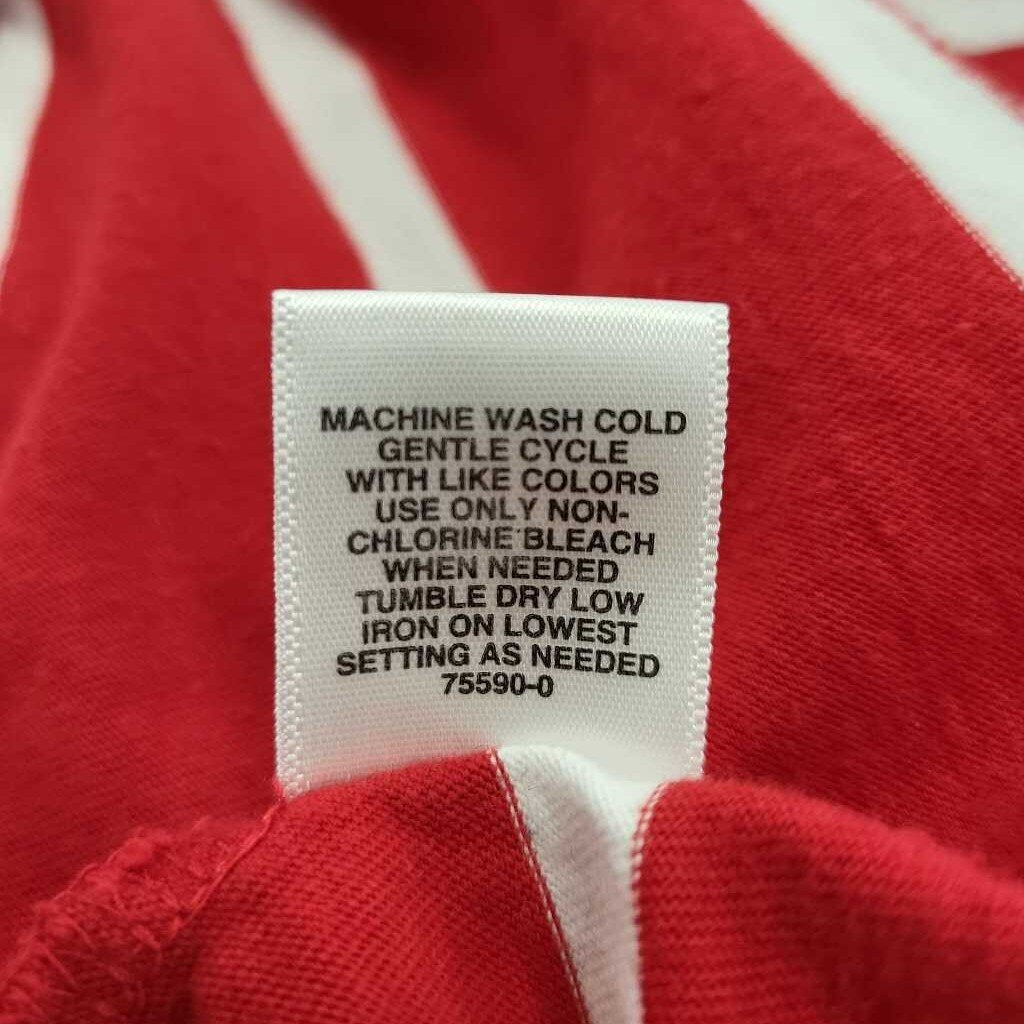 MACHINE WASH COLD
GENTLE CYCLE
WITH LIKE COLORS
USE ONLY NON-
CHLORINE BLEACH
WHEN NEEDED
TUMBLE DRY LOW
IRON ON LOWEST
SETTING AS NEEDED
75590-0